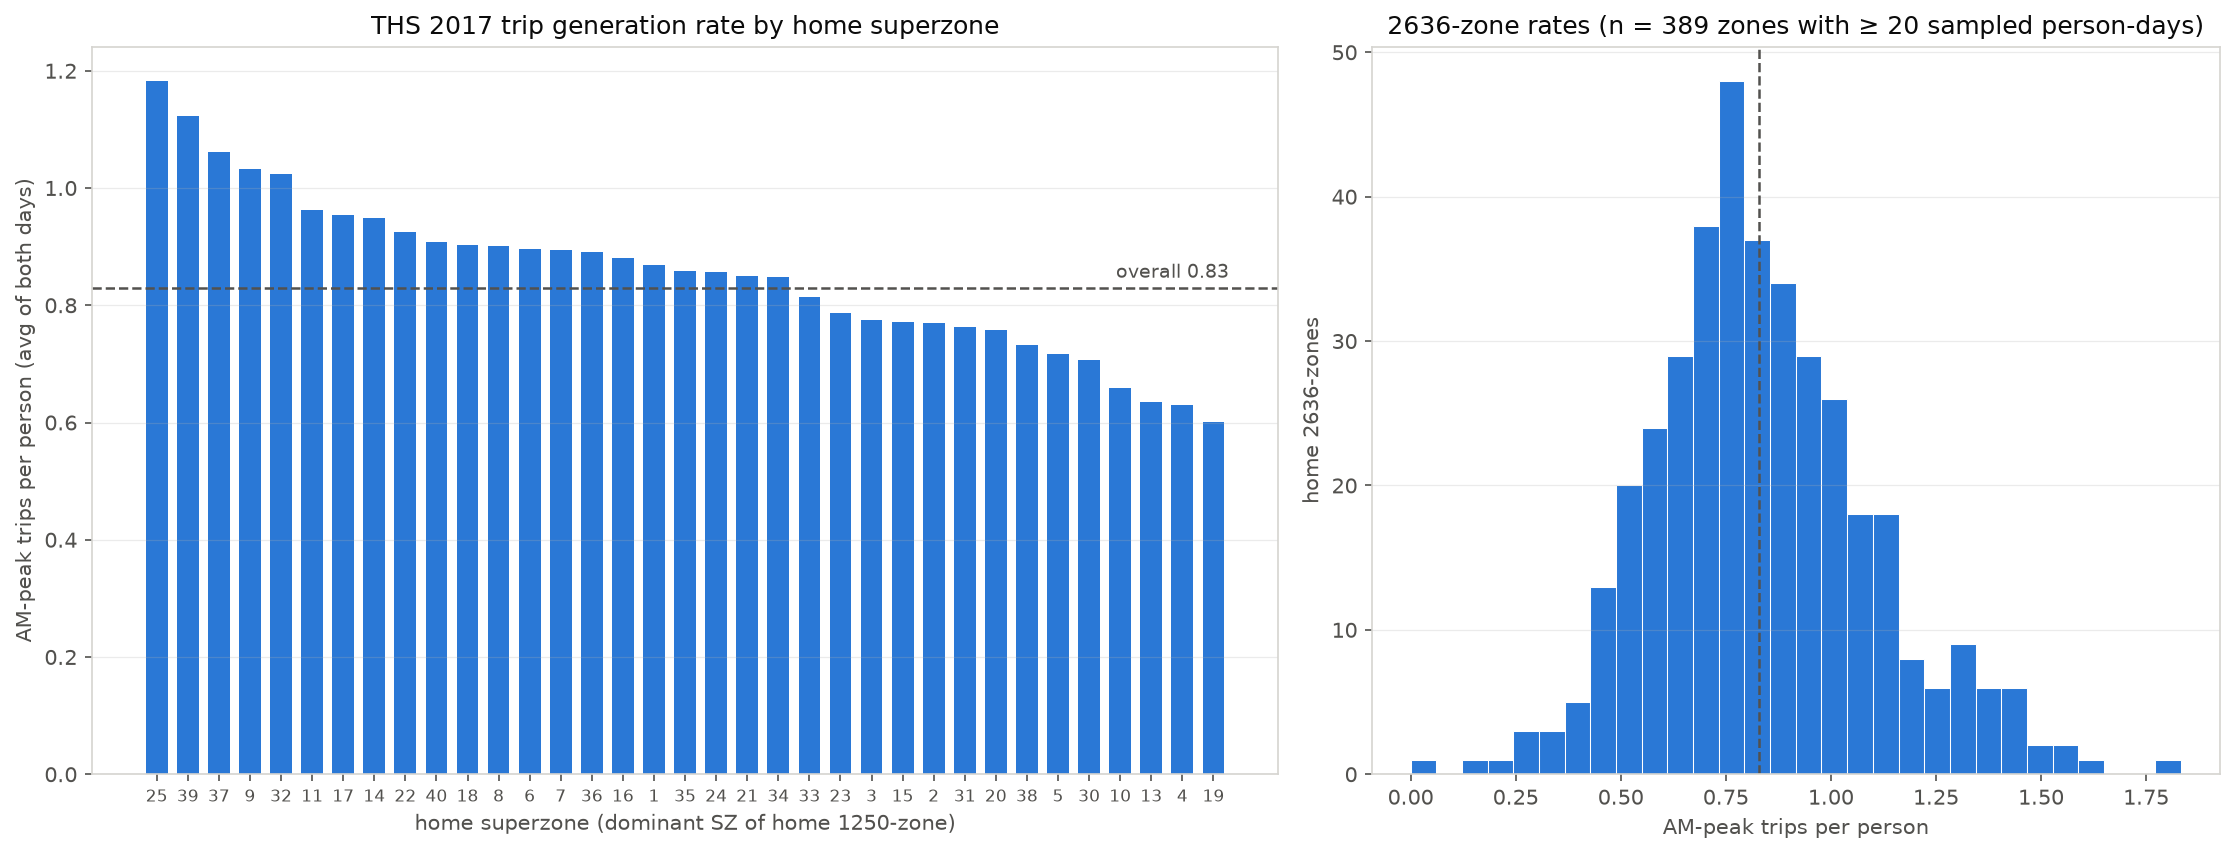 THS 2017 trip generation rate by home superzone
AM-peak trips per person (avg of both days)
1.2
1.0
0.8
0.6
0.4
0.2
0.0
overall 0.83
25 39 37 9 32 11 17 14 22 40 18 8 6 7 36 16 1 35 24 21 34 33 23 3 15 2 31 20 38 5 30 10 13 4 19
home superzone (dominant SZ of home 1250-zone)
2636-zone rates (n = 389 zones with ≥ 20 sampled person-days)
home 2636-zones
50
40
30
20
10
0
0.00 0.25 0.50 0.75 1.00 1.25 1.50 1.75
AM-peak trips per person